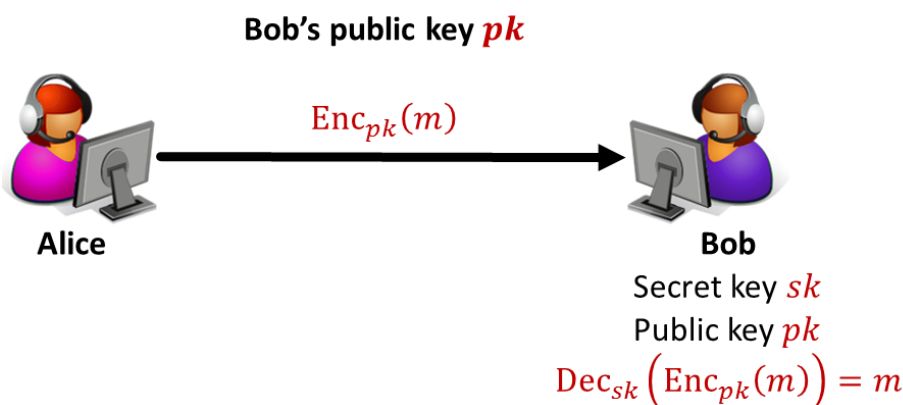 Bob’s public key pk
Enc_pk(m)
Alice
Bob
Secret key sk
Public key pk
Dec_sk(Enc_pk(m)) = m